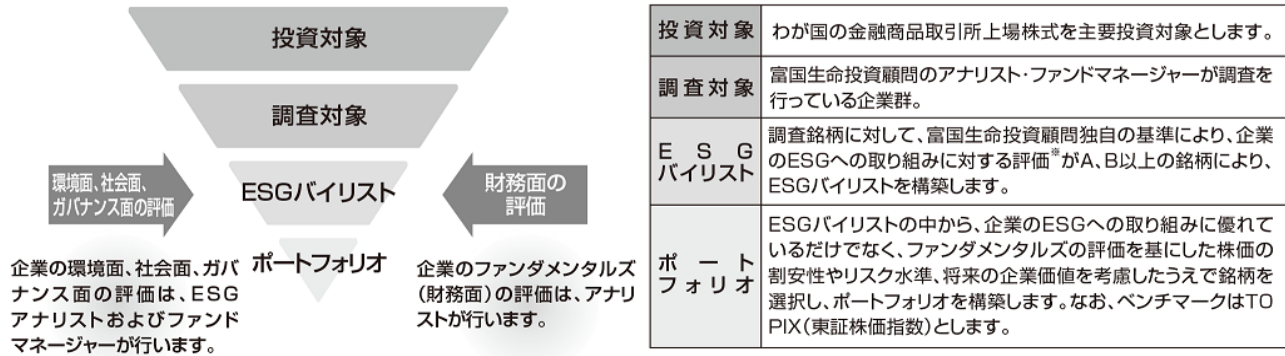 投資対象
調査対象
ESGバイリスト
ポートフォリオ
環境面、社会面、
ガバナンス面の評価
財務面の
評価
企業の環境面、社会面、ガバ
ナンス面の評価は、ESG
アナリストおよびファンド
マネージャーが行います。
企業のファンダメンタルズ
(財務面)の評価は、アナリ
ストが行います。
投資対象
わが国の金融商品取引所上場株式を主要投資対象とします。
調査対象
富国生命投資顧問のアナリスト・ファンドマネージャーが調査を
行っている企業群。
ESG
バイリスト
調査銘柄に対して、富国生命投資顧問独自の基準により、企業
のESGへの取り組みに対する評価※がA、B以上の銘柄により、
ESGバイリストを構築します。
ポート
フォリオ
ESGバイリストの中から、企業のESGへの取り組みに優れて
いるだけでなく、ファンダメンタルズの評価を基にした株価の
割安性やリスク水準、将来の企業価値を考慮したうえで銘柄を
選択し、ポートフォリオを構築します。なお、ベンチマークはTO
PIX(東証株価指数)とします。